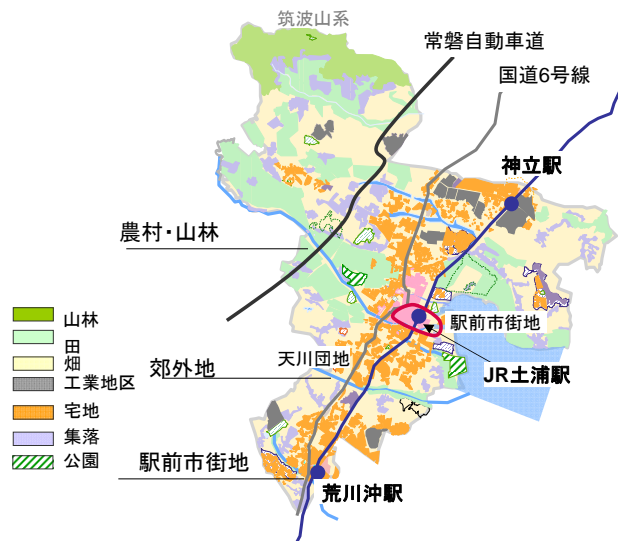 筑波山系
常磐自動車道
国道6号線
神立駅
農村・山林
山林
田
畑
工業地区
宅地
集落
公園
駅前市街地
天川団地
郊外地
JR土浦駅
駅前市街地
荒川沖駅